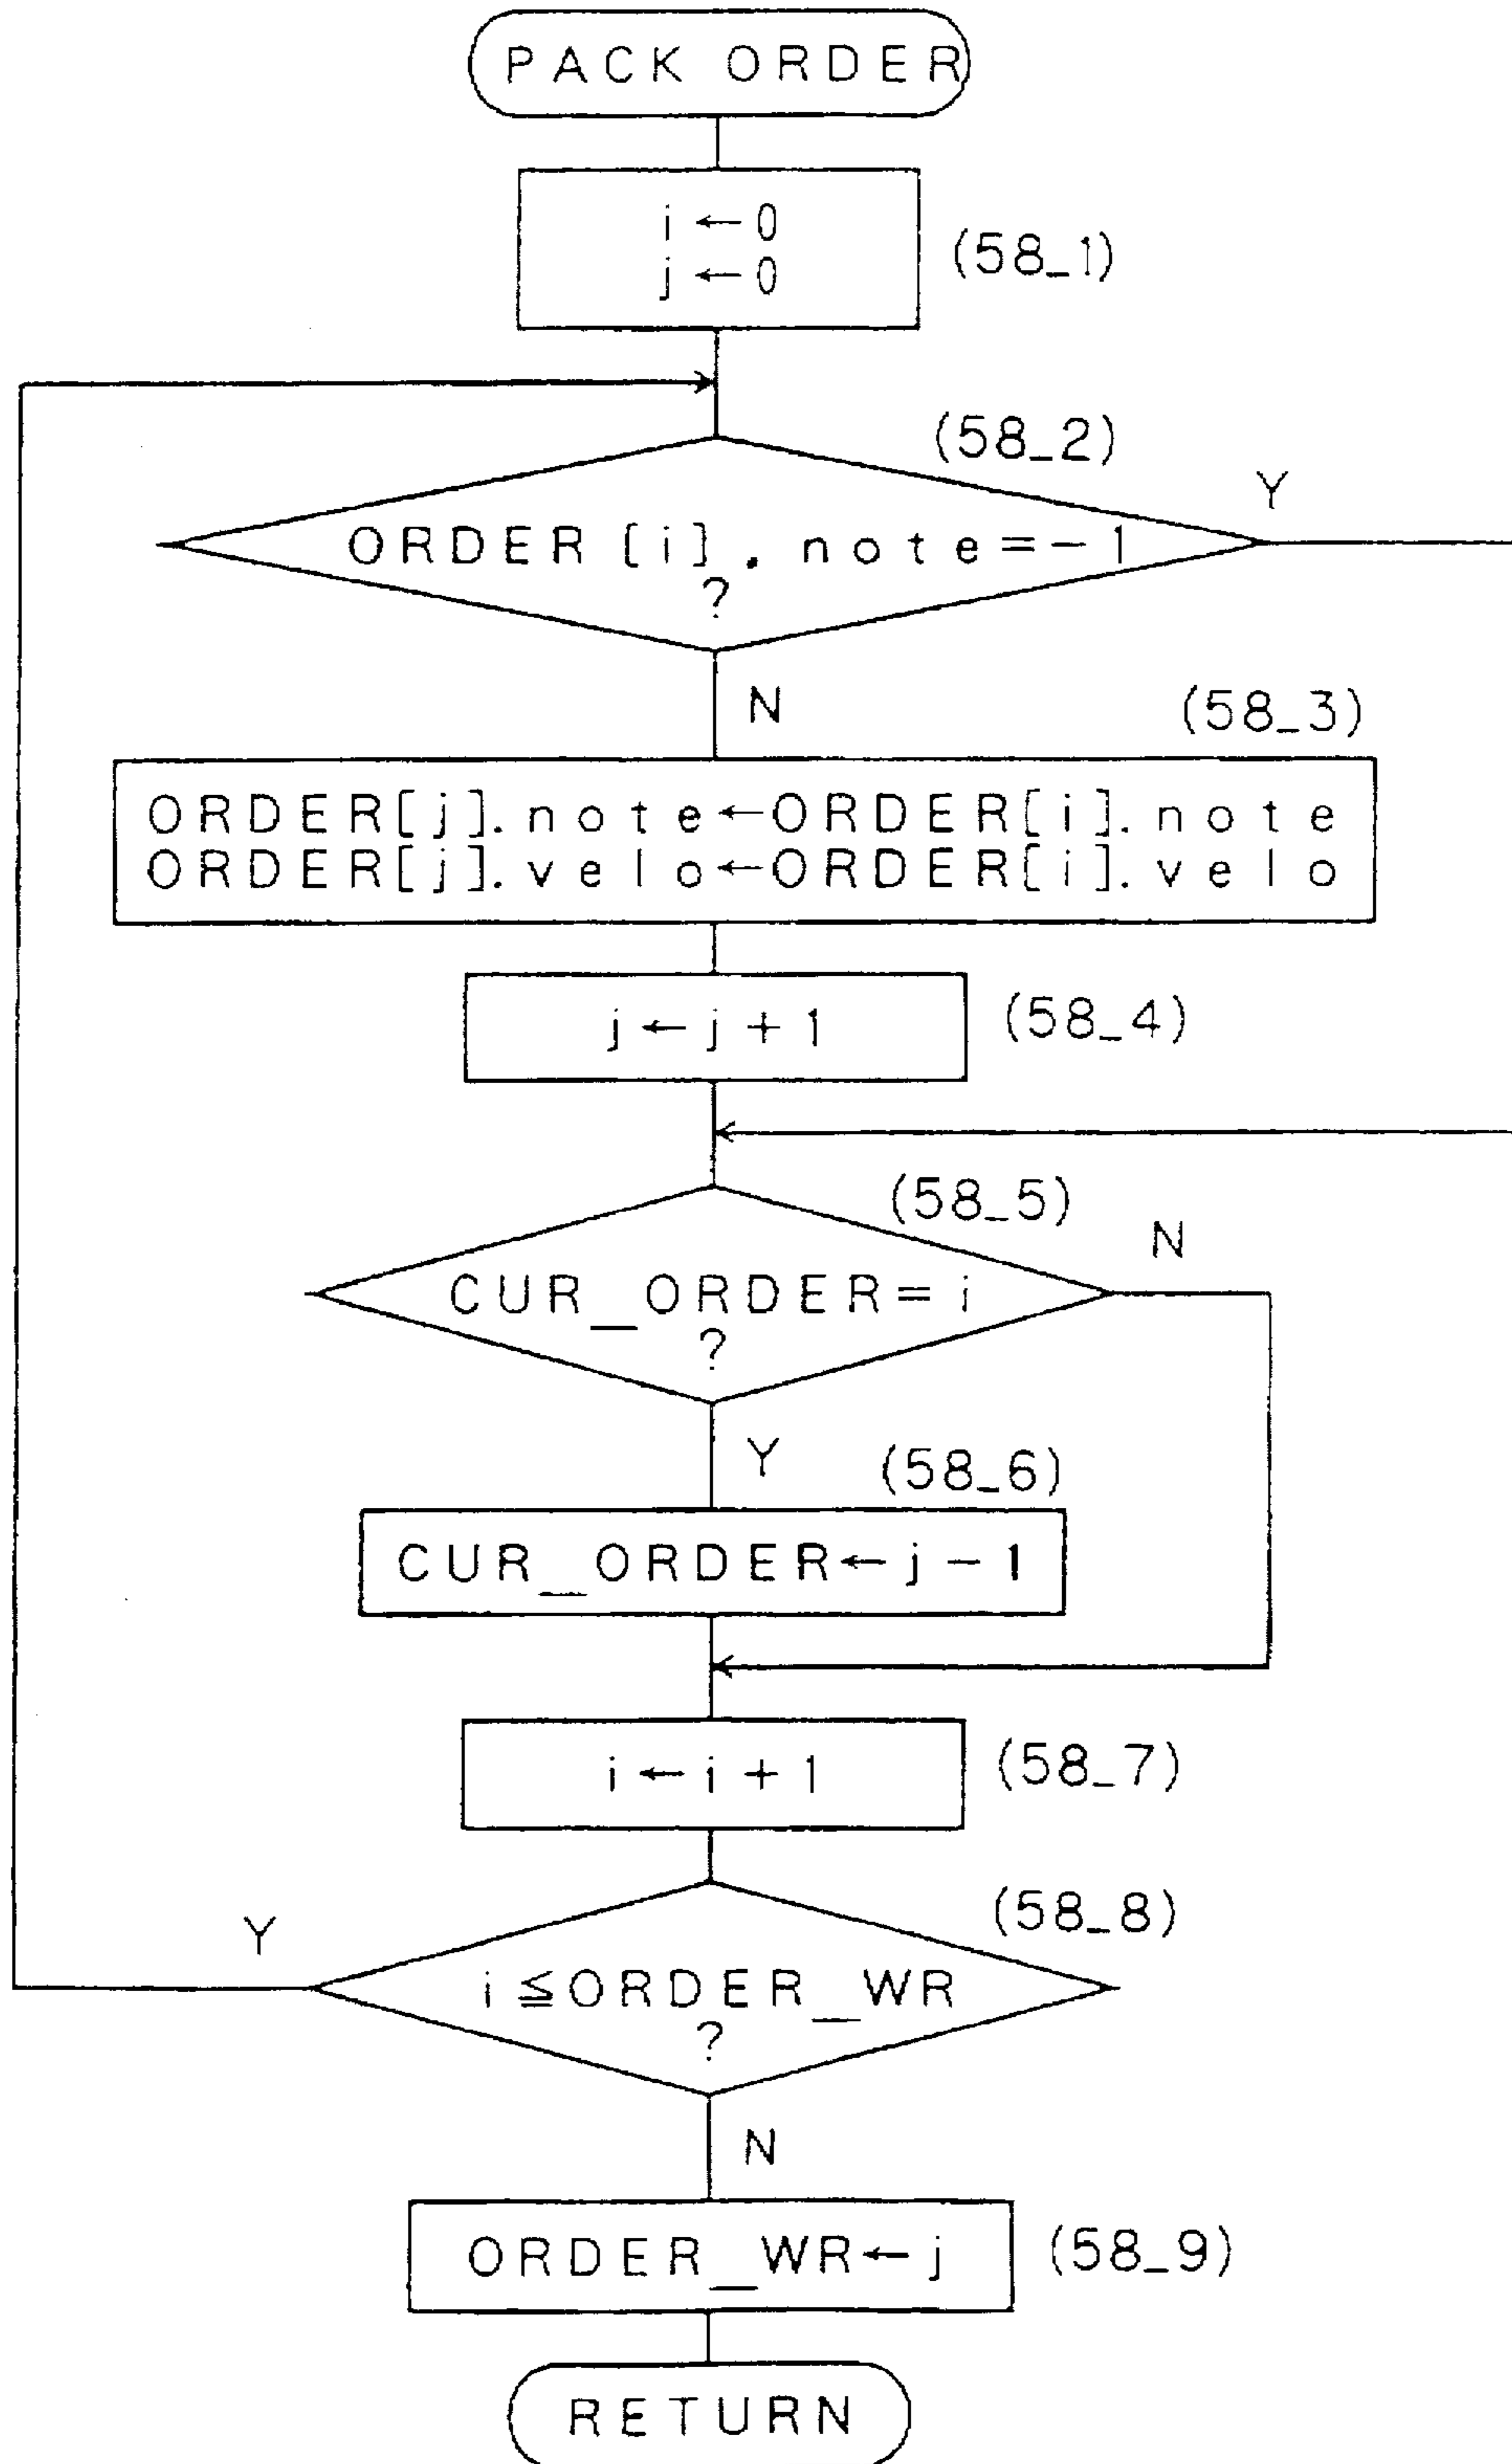 PACK ORDER
i ← 0
j ← 0
(58_1)
(58_2)
Y
ORDER [i]. note=-1
?
N
(58_3)
ORDER[j].note←ORDER[i].note
ORDER[j].velo←ORDER[i].velo
j ← j + 1
(58_4)
(58_5)
N
CUR_ORDER= i
?
Y
(58_6)
CUR_ORDER← j - 1
i ← i + 1
(58_7)
(58_8)
Y
i ≦ORDER_WR
?
N
ORDER_WR← j
(58_9)
RETURN